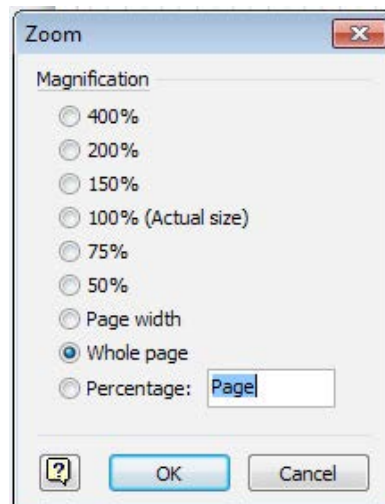 Zoom
Magnification
400%
200%
150%
100% (Actual size)
75%
50%
Page width
Whole page
Percentage: Page
? OK Cancel